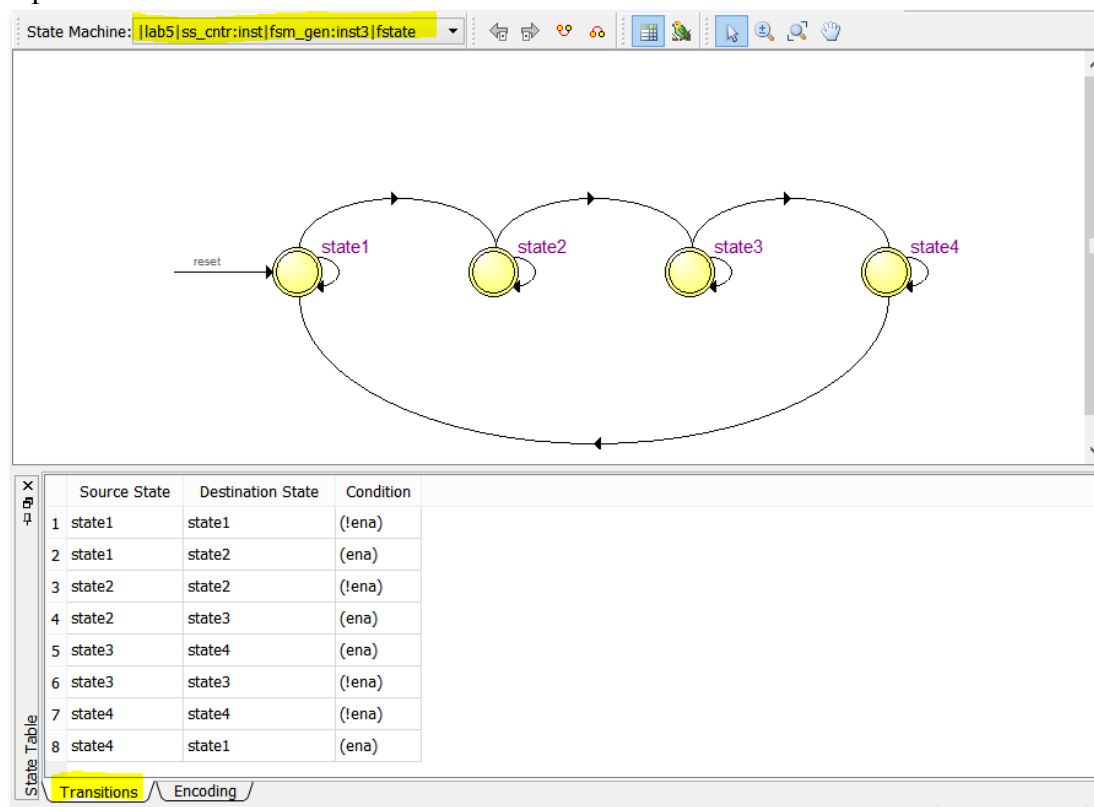 State Machine: |lab5|ss_cntr:inst|fsm_gen:inst3|fstate
state1 state2 state3 state4
reset
Source State Destination State Condition
1 state1 state1 (!ena)
2 state1 state2 (ena)
3 state2 state2 (!ena)
4 state2 state3 (ena)
5 state3 state4 (ena)
6 state3 state3 (!ena)
7 state4 state4 (!ena)
8 state4 state1 (ena)
State Table
Transitions Encoding